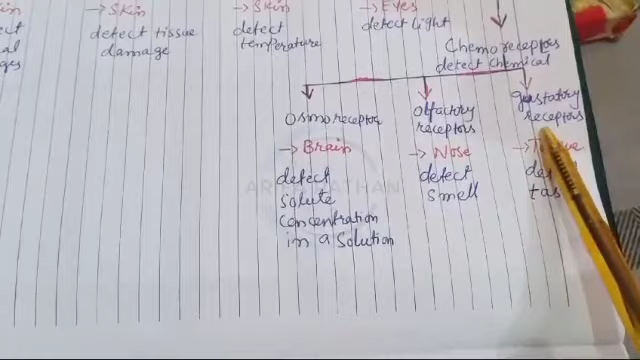 → Skin
detect tissue
damage
→ Skin
detect
temperature
→ Eyes
detect light
Chemoreceptors
detect chemical
Osmoreceptor
→ Brain
detect
solute
concentration
in a solution
Olfactory
receptors
→ Nose
detect
smell
gustatory
receptors